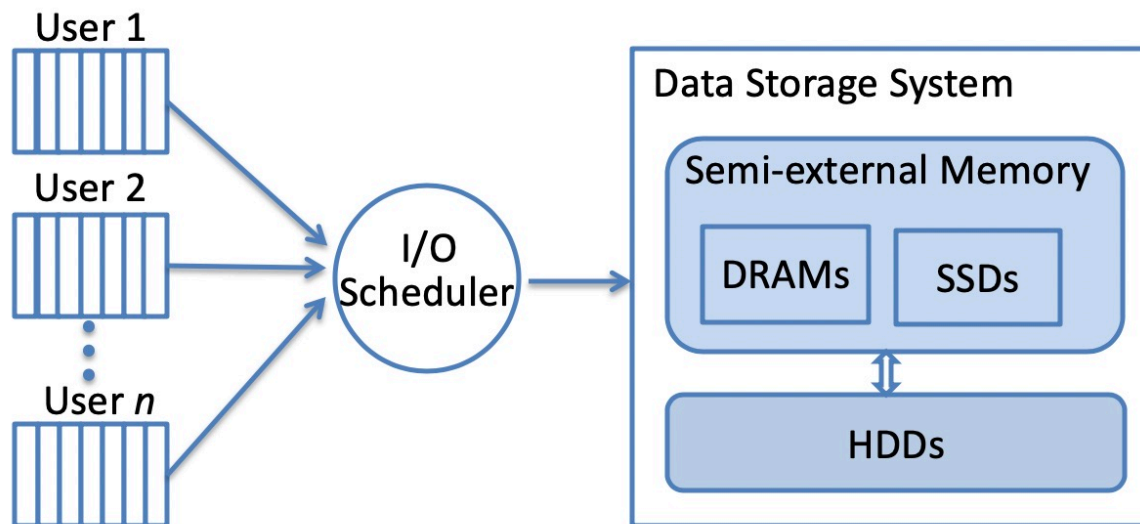 User 1
User 2
User n
I/O
Scheduler
Data Storage System
Semi-external Memory
DRAMs
SSDs
HDDs